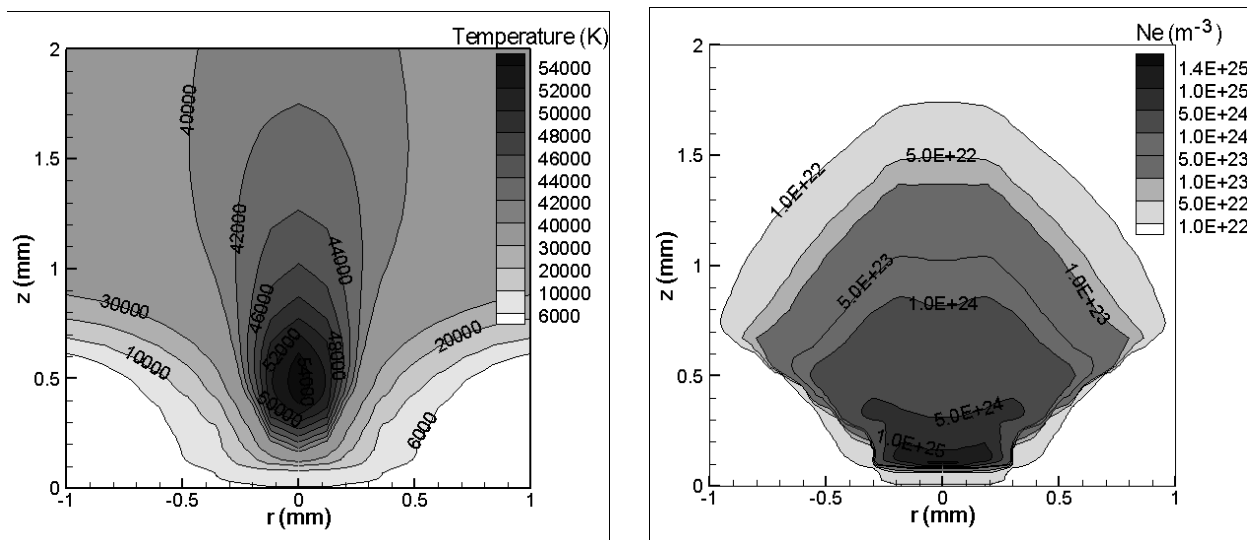 Temperature (K)
54000
52000
50000
48000
46000
44000
42000
30000
20000
10000
6000
2
1.5
1
0.5
0
z (mm)
-1
-0.5
0
0.5
1
r (mm)
40000
42000
44000
46000
48000
52000
54000
50000
30000
20000
10000
6000
Ne (m⁻³)
1.4E+25
1.0E+25
5.0E+24
1.0E+24
5.0E+23
1.0E+23
5.0E+22
1.0E+22
2
1.5
1
0.5
0
z (mm)
-1
-0.5
0
0.5
1
r (mm)
5.0E+22
1.0E+22
5.0E+23
1.0E+23
1.0E+24
5.0E+24
1.0E+25